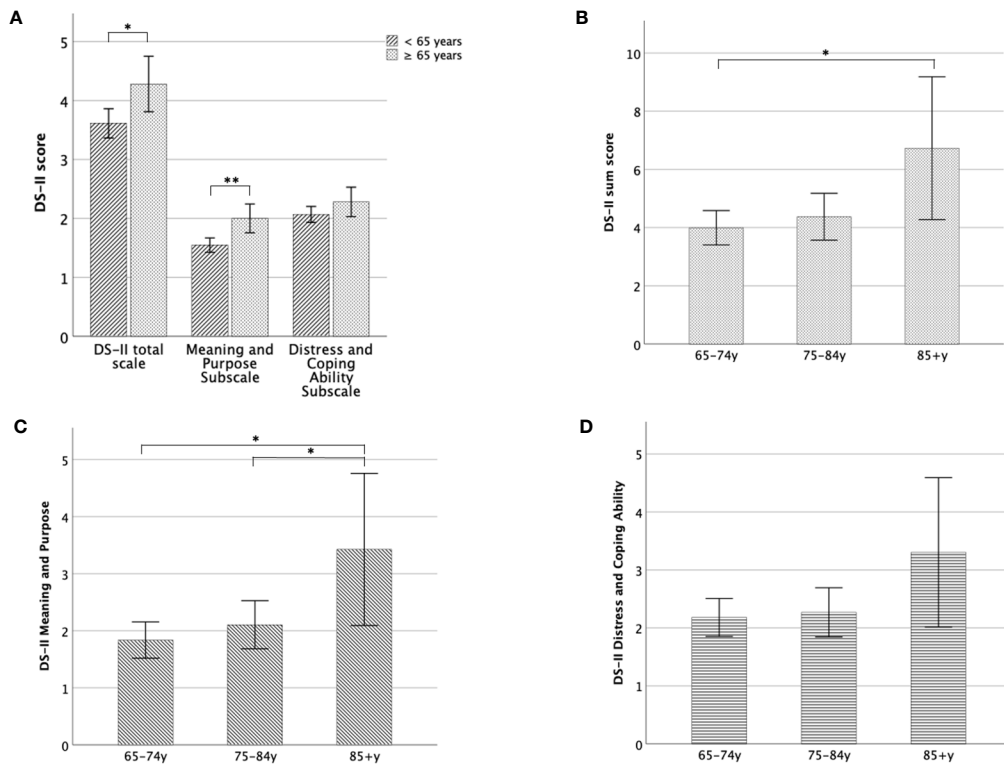 A
DS-II score
5
4
3
2
1
0
*
**
< 65 years
≥ 65 years
DS-II total
scale
Meaning and
Purpose
Subscale
Distress and
Coping
Ability
Subscale
B
DS-II sum score
10
8
6
4
2
0
*
65-74y
75-84y
85+y
C
DS-II Meaning and Purpose
5
4
3
2
1
0
*
*
65-74y
75-84y
85+y
D
DS-II Distress and Coping Ability
5
4
3
2
1
0
65-74y
75-84y
85+y